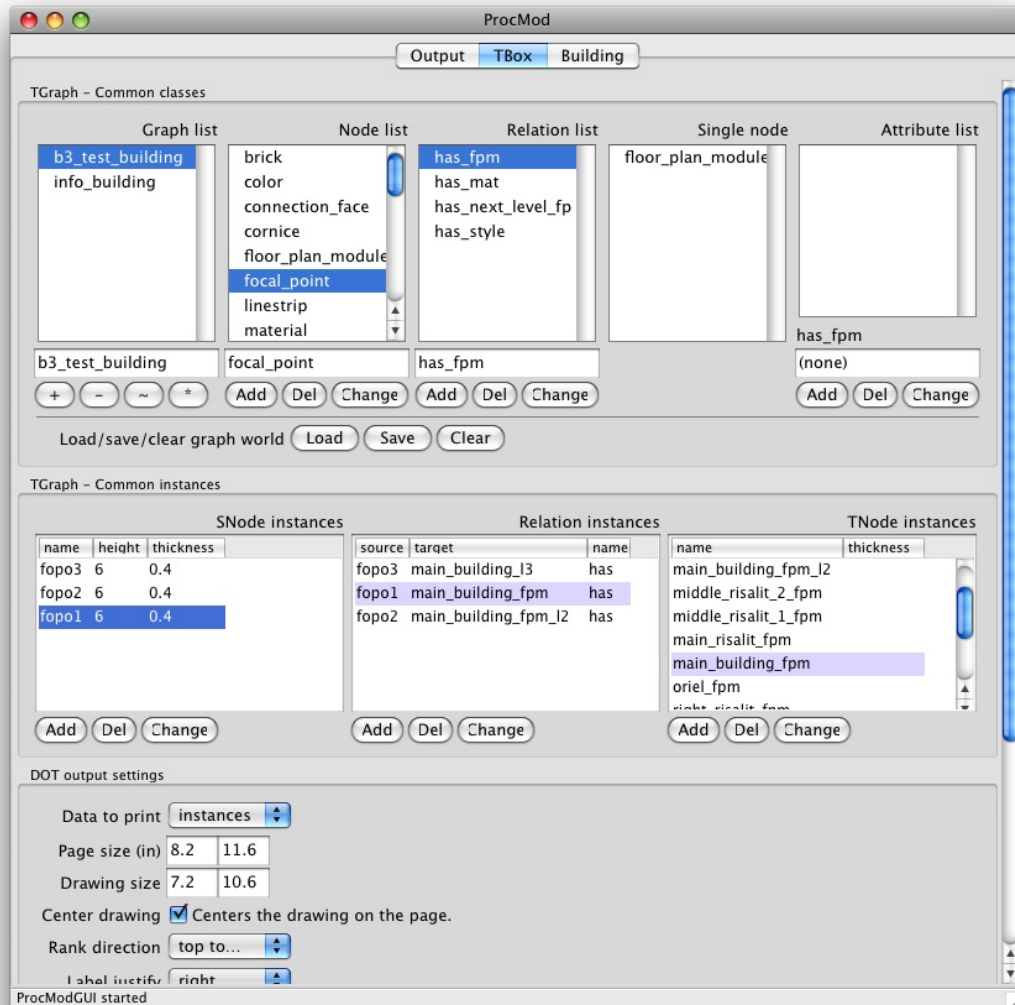 ProcMod
Output TBox Building
TGraph - Common classes
Graph list Node list Relation list Single node Attribute list
b3_test_building brick has_fpm floor_plan_module
info_building color has_mat
connection_face has_next_level_fp
cornice has_style
floor_plan_module
focal_point
linestrip
material
has_fpm
b3_test_building focal_point has_fpm (none)
+ - ~ * Add Del Change Add Del Change Add Del Change
Load/save/clear graph world Load Save Clear
TGraph - Common instances
SNode instances Relation instances TNode instances
name height thickness source target name name thickness
fopo3 6 0.4 fopo3 main_building_l3 has main_building_fpm_l2
fopo2 6 0.4 fopo1 main_building_fpm has middle_risalit_2_fpm
fopo1 6 0.4 fopo2 main_building_fpm_l2 has middle_risalit_1_fpm
main_risalit_fpm
main_building_fpm
oriel_fpm
right_risalit_fpm
Add Del Change Add Del Change Add Del Change
DOT output settings
Data to print instances
Page size (in) 8.2 11.6
Drawing size 7.2 10.6
Center drawing Centers the drawing on the page.
Rank direction top to...
Label justify right
ProcModGUI started